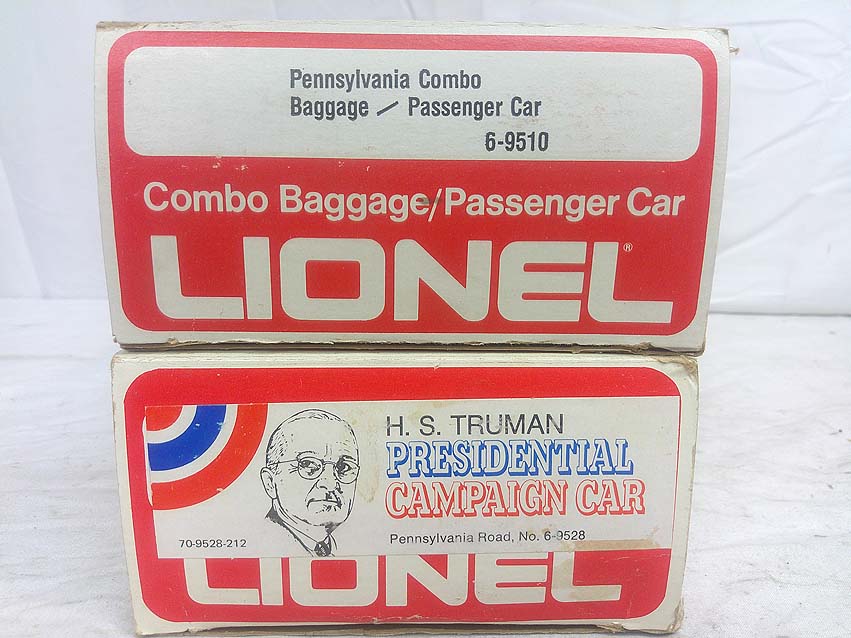 Pennsylvania Combo
Baggage / Passenger Car
6-9510
Combo Baggage/Passenger Car
LIONEL®
H. S. TRUMAN
PRESIDENTIAL
CAMPAIGN CAR
70-9528-212
Pennsylvania Road, No. 6-9528
LIONEL